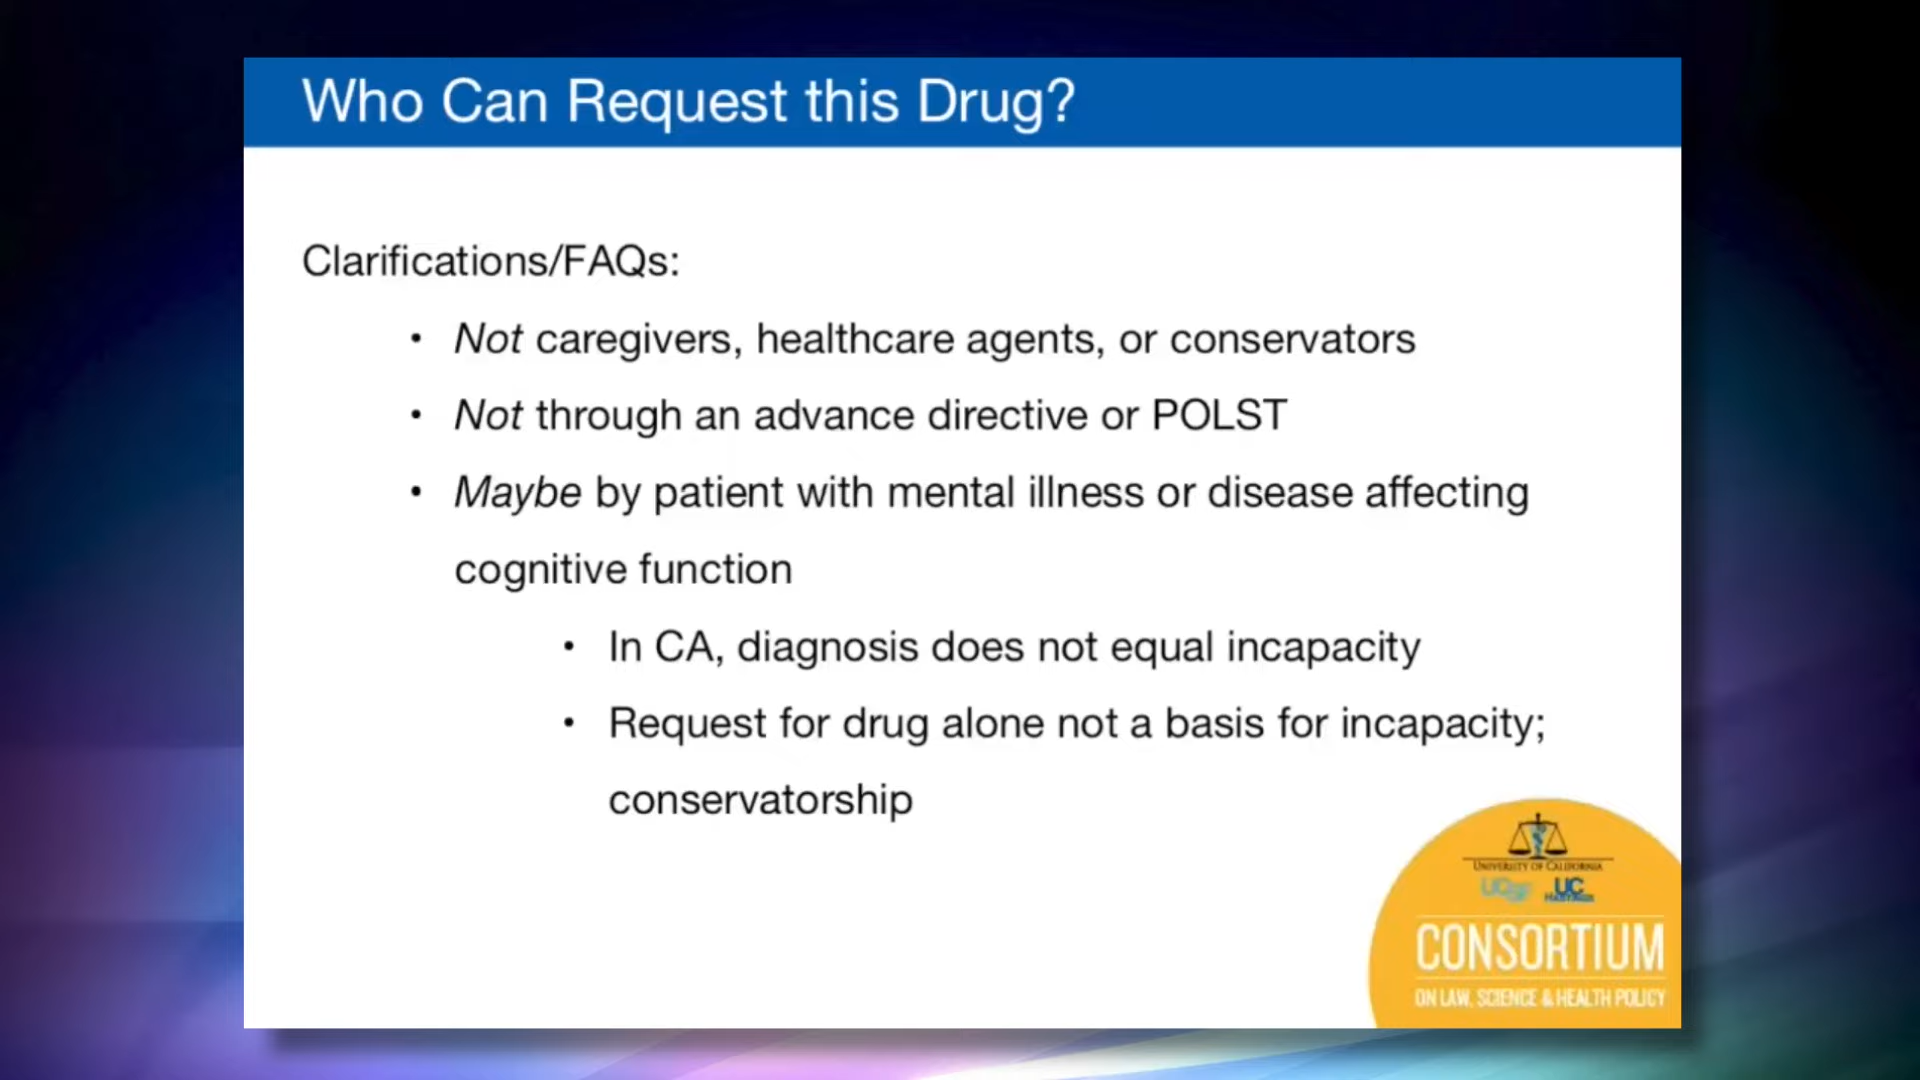 Who Can Request this Drug?
Clarifications/FAQs:
• Not caregivers, healthcare agents, or conservators
• Not through an advance directive or POLST
• Maybe by patient with mental illness or disease affecting
cognitive function
• In CA, diagnosis does not equal incapacity
• Request for drug alone not a basis for incapacity;
conservatorship
UNIVERSITY OF CALIFORNIA
UCSF UC
HASTINGS
CONSORTIUM
ON LAW, SCIENCE & HEALTH POLICY